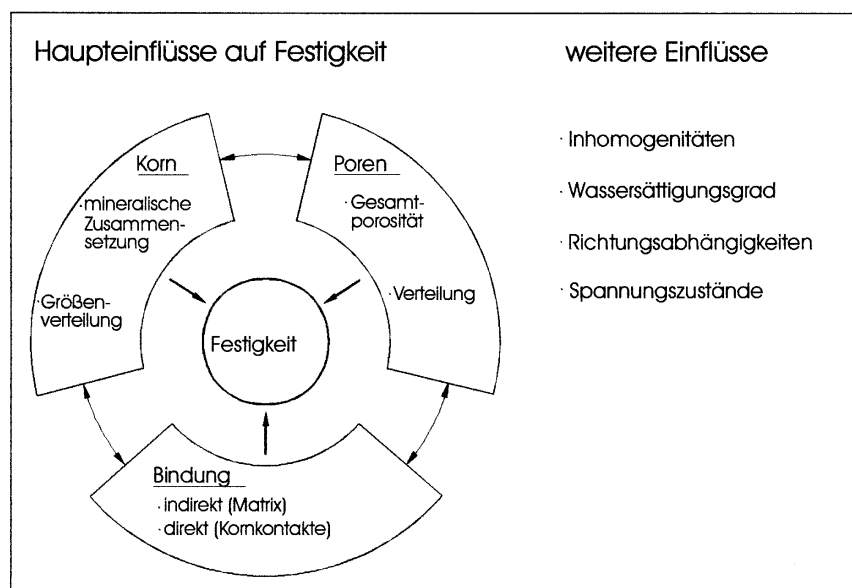 Haupteinflüsse auf Festigkeit
Korn
· mineralische
Zusammen-
setzung
· Größen-
verteilung
Poren
· Gesamt-
porosität
· Verteilung
Festigkeit
Bindung
· indirekt (Matrix)
· direkt (Kornkontakte)
weitere Einflüsse
· Inhomogenitäten
· Wassersättigungsgrad
· Richtungsabhängigkeiten
· Spannungszustände